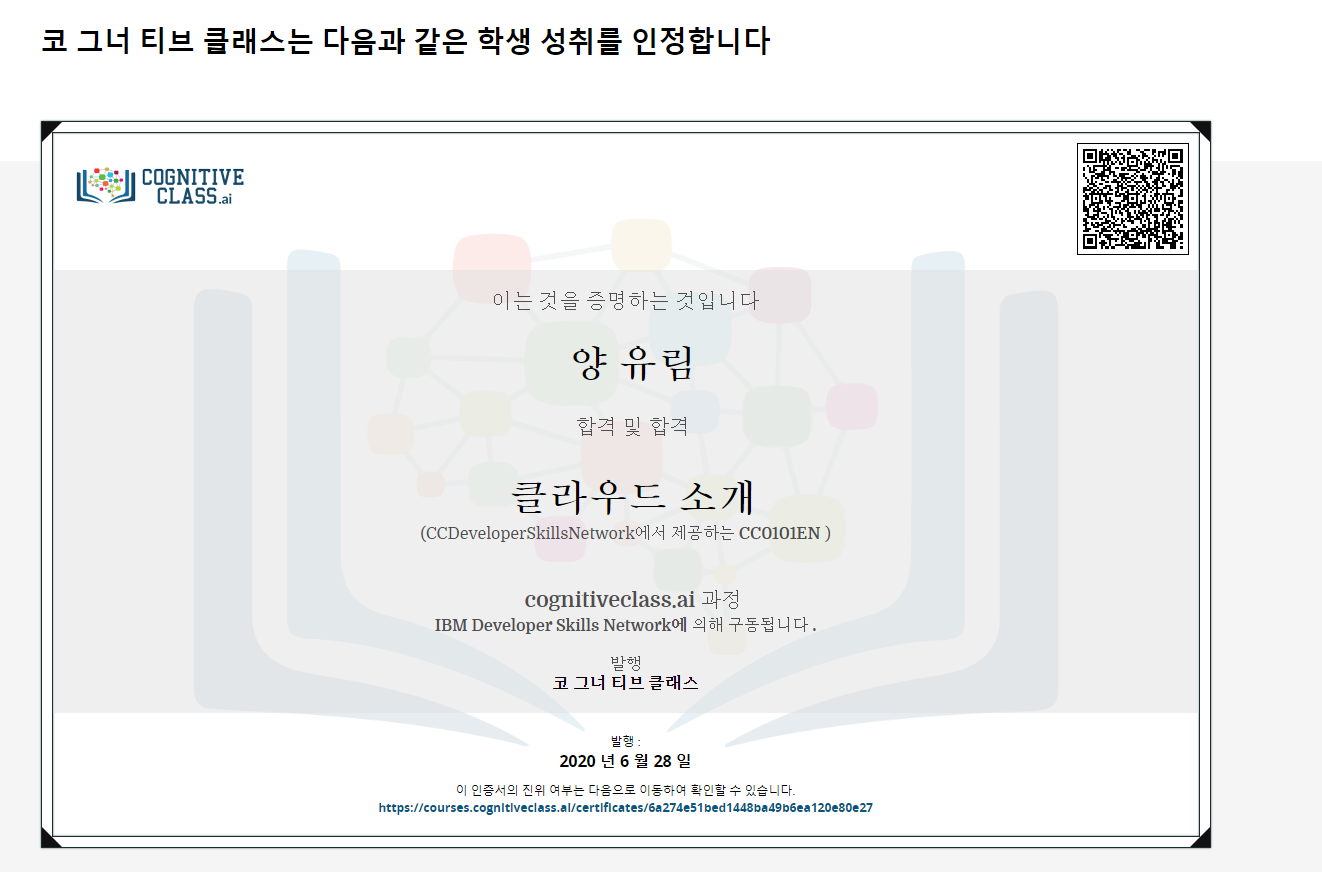 코 그너 티브 클래스는 다음과 같은 학생 성취를 인정합니다
COGNITIVE
CLASS.ai
이는 것을 증명하는 것입니다
양 유림
합격 및 합격
클라우드 소개
(CCDeveloperSkillsNetwork에서 제공하는 CC0101EN )
cognitiveclass.ai 과정
IBM Developer Skills Network에 의해 구동됩니다 .
발행
코 그너 티브 클래스
발행 :
2020 년 6 월 28 일
이 인증서의 진위 여부는 다음으로 이동하여 확인할 수 있습니다.
https://courses.cognitiveclass.ai/certificates/6a274e51bed1448ba49b6ea120e80e27